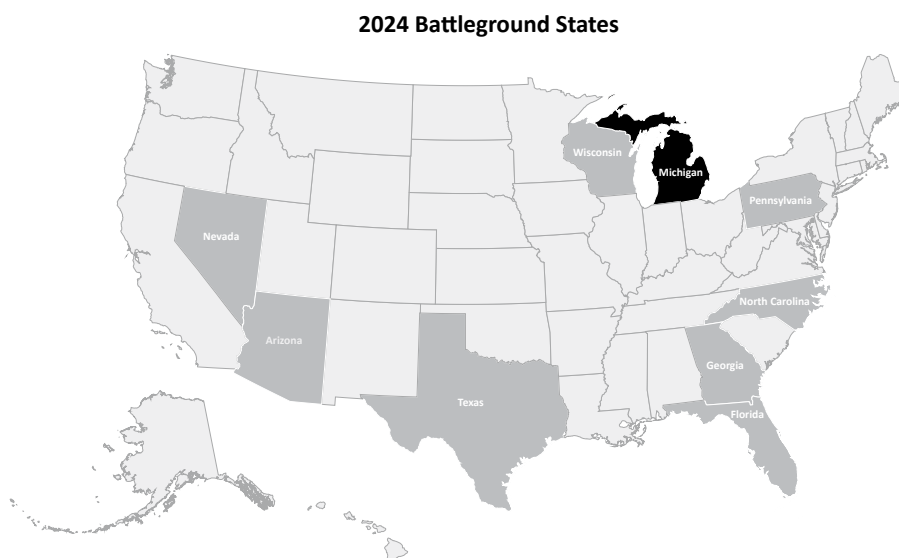 2024 Battleground States
Wisconsin
Michigan
Pennsylvania
Nevada
North Carolina
Arizona
Georgia
Texas
Florida